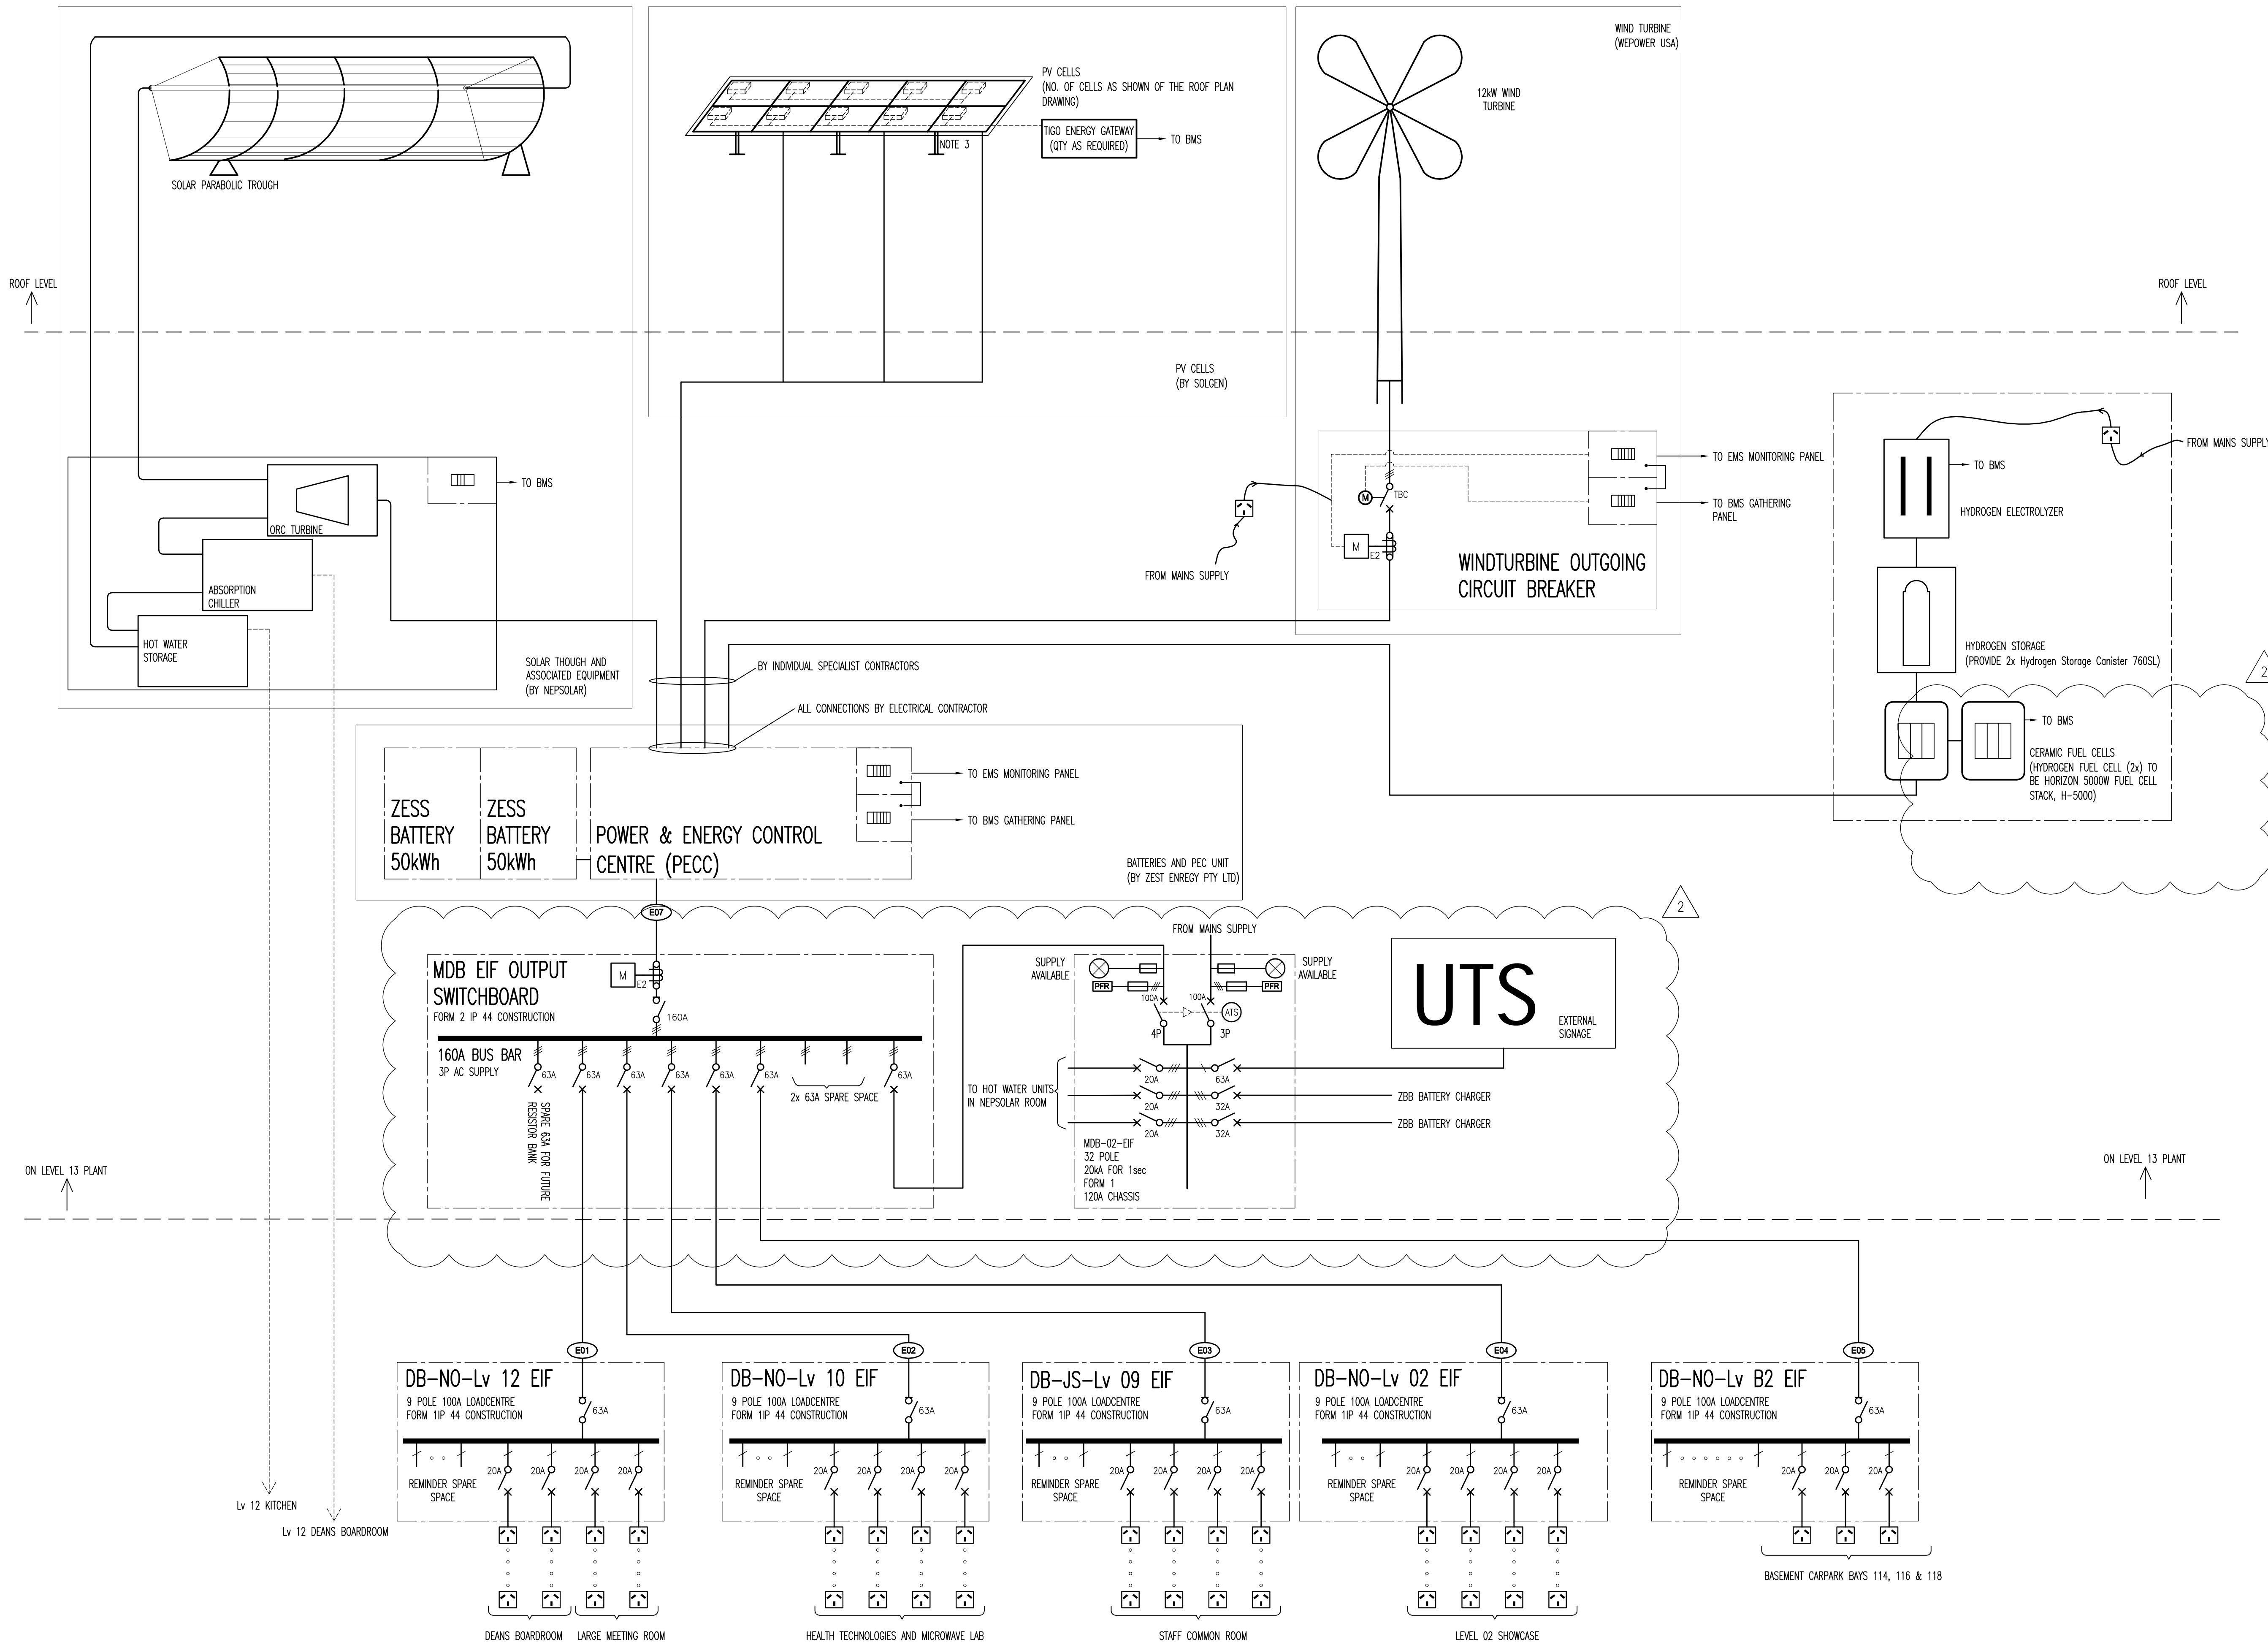 WIND TURBINE
(WEPOWER USA)
12kW WIND
TURBINE
PV CELLS
(NO. OF CELLS AS SHOWN OF THE ROOF PLAN
DRAWING)
TIGO ENERGY GATEWAY
(QTY AS REQUIRED)
TO BMS
NOTE 3
SOLAR PARABOLIC TROUGH
ROOF LEVEL
ROOF LEVEL
PV CELLS
(BY SOLGEN)
ORC TURBINE
TO BMS
ABSORPTION
CHILLER
HOT WATER
STORAGE
SOLAR THOUGH AND
ASSOCIATED EQUIPMENT
(BY NEPSOLAR)
FROM MAINS SUPPLY
M
TBC
M
E2
TO EMS MONITORING PANEL
TO BMS GATHERING
PANEL
WINDTURBINE OUTGOING
CIRCUIT BREAKER
FROM MAINS SUPPLY
TO BMS
HYDROGEN ELECTROLYZER
HYDROGEN STORAGE
(PROVIDE 2x Hydrogen Storage Canister 760SL)
2
TO BMS
CERAMIC FUEL CELLS
(HYDROGEN FUEL CELL (2x) TO
BE HORIZON 5000W FUEL CELL
STACK, H-5000)
BY INDIVIDUAL SPECIALIST CONTRACTORS
ALL CONNECTIONS BY ELECTRICAL CONTRACTOR
ZESS
BATTERY
50kWh
ZESS
BATTERY
50kWh
POWER & ENERGY CONTROL
CENTRE (PECC)
TO EMS MONITORING PANEL
TO BMS GATHERING PANEL
BATTERIES AND PEC UNIT
(BY ZEST ENREGY PTY LTD)
2
E07
MDB EIF OUTPUT
SWITCHBOARD
FORM 2 IP 44 CONSTRUCTION
M
E2
160A
160A BUS BAR
3P AC SUPPLY
63A
63A
63A
63A
63A
63A
63A
2x 63A SPARE SPACE
SPARE 63A FOR FUTURE
RESISTOR BANK
FROM MAINS SUPPLY
SUPPLY
AVAILABLE
SUPPLY
AVAILABLE
PFR
PFR
100A
100A
ATS
4P
3P
TO HOT WATER UNITS
IN NEPSOLAR ROOM
20A
63A
20A
32A
20A
32A
ZBB BATTERY CHARGER
ZBB BATTERY CHARGER
MDB-02-EIF
32 POLE
20kA FOR 1sec
FORM 1
120A CHASSIS
UTS
EXTERNAL
SIGNAGE
ON LEVEL 13 PLANT
ON LEVEL 13 PLANT
Lv 12 KITCHEN
Lv 12 DEANS BOARDROOM
E01
DB-NO-Lv 12 EIF
9 POLE 100A LOADCENTRE
FORM 1IP 44 CONSTRUCTION
63A
REMINDER SPARE
SPACE
20A
20A
20A
20A
DEANS BOARDROOM
LARGE MEETING ROOM
E02
DB-NO-Lv 10 EIF
9 POLE 100A LOADCENTRE
FORM 1IP 44 CONSTRUCTION
63A
REMINDER SPARE
SPACE
20A
20A
20A
20A
HEALTH TECHNOLOGIES AND MICROWAVE LAB
E03
DB-JS-Lv 09 EIF
9 POLE 100A LOADCENTRE
FORM 1IP 44 CONSTRUCTION
63A
REMINDER SPARE
SPACE
20A
20A
20A
20A
STAFF COMMON ROOM
E04
DB-NO-Lv 02 EIF
9 POLE 100A LOADCENTRE
FORM 1IP 44 CONSTRUCTION
63A
REMINDER SPARE
SPACE
20A
20A
20A
20A
LEVEL 02 SHOWCASE
E05
DB-NO-Lv B2 EIF
9 POLE 100A LOADCENTRE
FORM 1IP 44 CONSTRUCTION
63A
REMINDER SPARE
SPACE
20A
20A
20A
BASEMENT CARPARK BAYS 114, 116 & 118